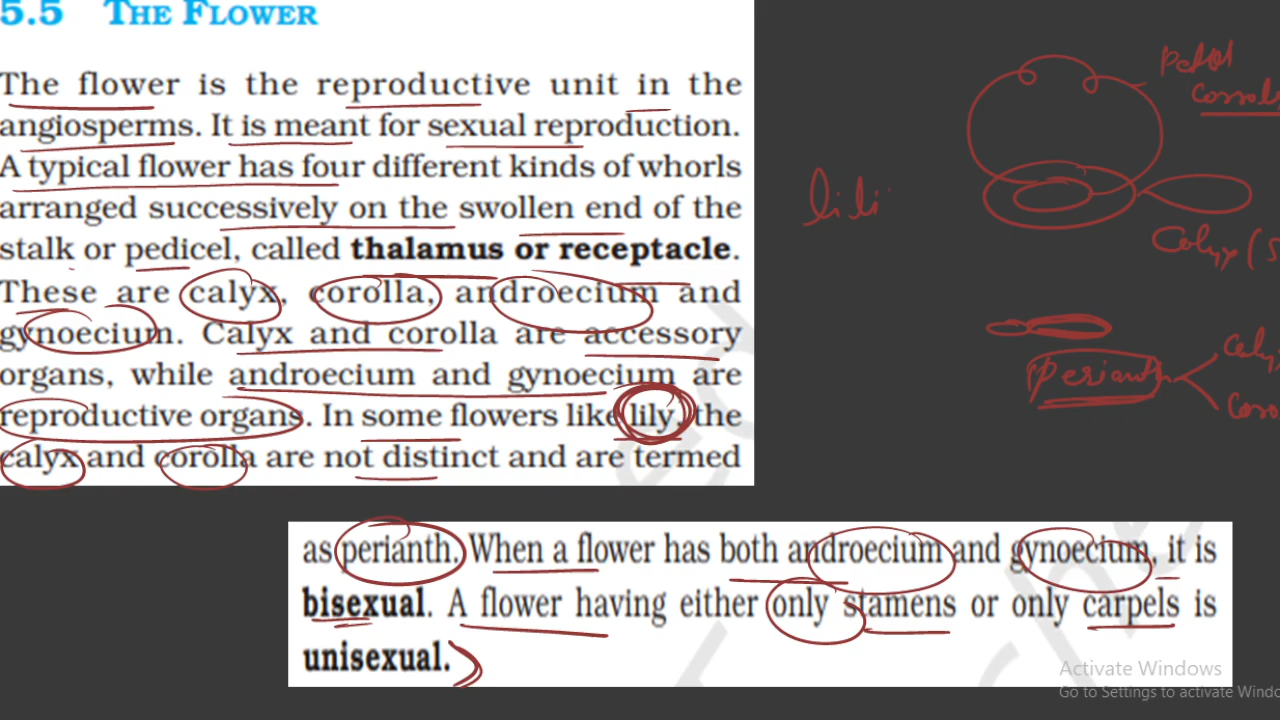 5.5 THE FLOWER
The flower is the reproductive unit in the
angiosperms. It is meant for sexual reproduction.
A typical flower has four different kinds of whorls
arranged successively on the swollen end of the
stalk or pedicel, called thalamus or receptacle.
These are calyx, corolla, androecium and
gynoecium. Calyx and corolla are accessory
organs, while androecium and gynoecium are
reproductive organs. In some flowers like lily, the
calyx and corolla are not distinct and are termed
as perianth. When a flower has both androecium and gynoecium, it is
bisexual. A flower having either only stamens or only carpels is
unisexual.
Petal
lili
Calyx (
Perianth
Activate Windows
Go to Settings to activate Windo